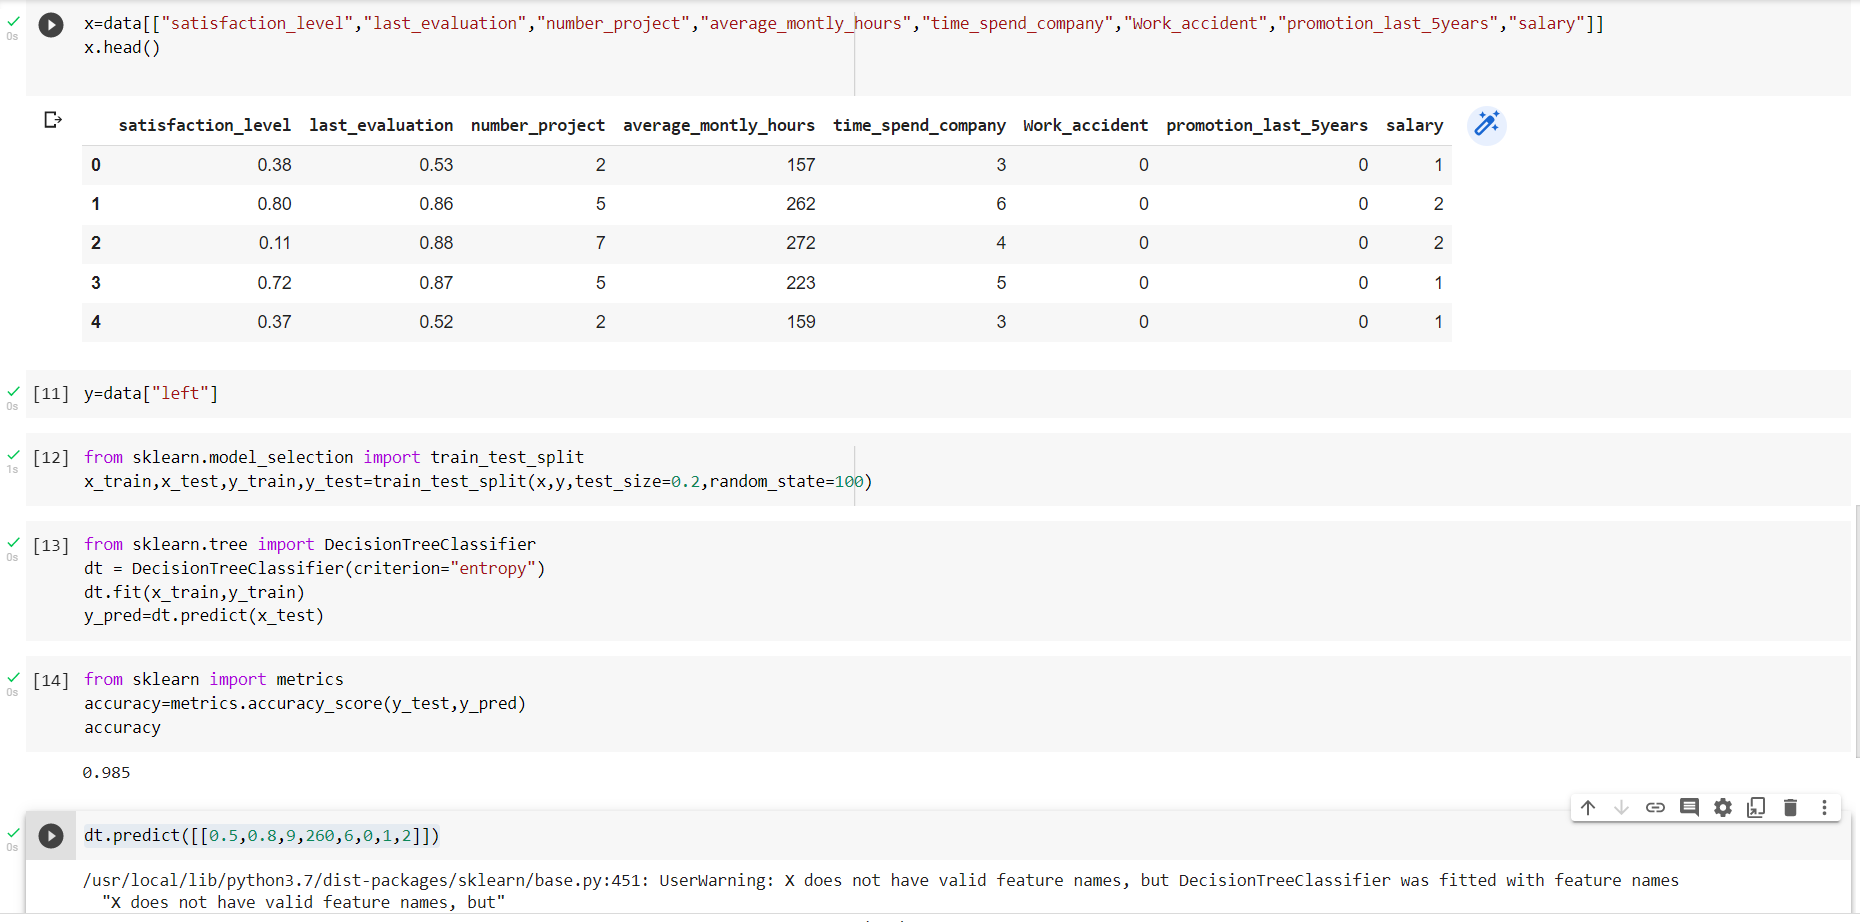 x=data[["satisfaction_level","last_evaluation","number_project","average_montly_hours","time_spend_company","Work_accident","promotion_last_5years","salary"]]
0s
x.head()
satisfaction_level last_evaluation number_project average_montly_hours time_spend_company Work_accident promotion_last_5years salary
0 0.38 0.53 2 157 3 0 0 1
1 0.80 0.86 5 262 6 0 0 2
2 0.11 0.88 7 272 4 0 0 2
3 0.72 0.87 5 223 5 0 0 1
4 0.37 0.52 2 159 3 0 0 1
[11] y=data["left"]
0s
[12] from sklearn.model_selection import train_test_split
1s
x_train,x_test,y_train,y_test=train_test_split(x,y,test_size=0.2,random_state=100)
[13] from sklearn.tree import DecisionTreeClassifier
0s
dt = DecisionTreeClassifier(criterion="entropy")
dt.fit(x_train,y_train)
y_pred=dt.predict(x_test)
[14] from sklearn import metrics
0s
accuracy=metrics.accuracy_score(y_test,y_pred)
accuracy
0.985
dt.predict([[0.5,0.8,9,260,6,0,1,2]])
0s
/usr/local/lib/python3.7/dist-packages/sklearn/base.py:451: UserWarning: X does not have valid feature names, but DecisionTreeClassifier was fitted with feature names
"X does not have valid feature names, but"